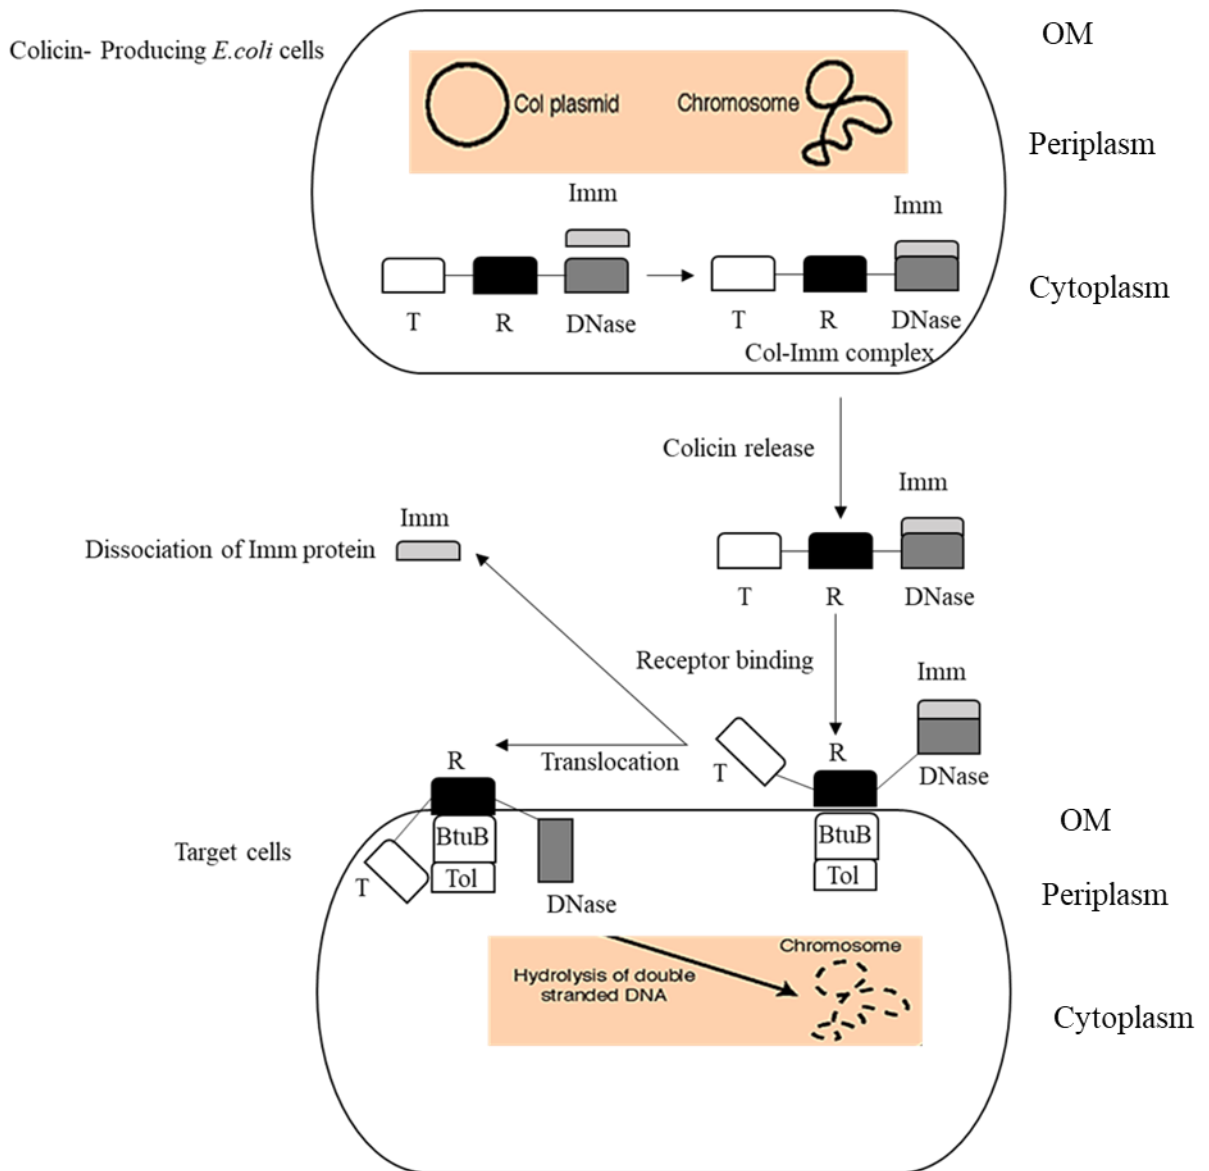 OM
Colicin- Producing E.coli cells
Col plasmid
Chromosome
Periplasm
Imm
Imm
Cytoplasm
T
R
DNase
T
R
DNase
Col-Imm complex
Colicin release
Imm
Imm
Dissociation of Imm protein
T
R
DNase
Receptor binding
Imm
R
Translocation
R
T
DNase
OM
BtuB
BtuB
Target cells
Tol
Tol
T
DNase
Periplasm
Chromosome
Hydrolysis of double
stranded DNA
Cytoplasm